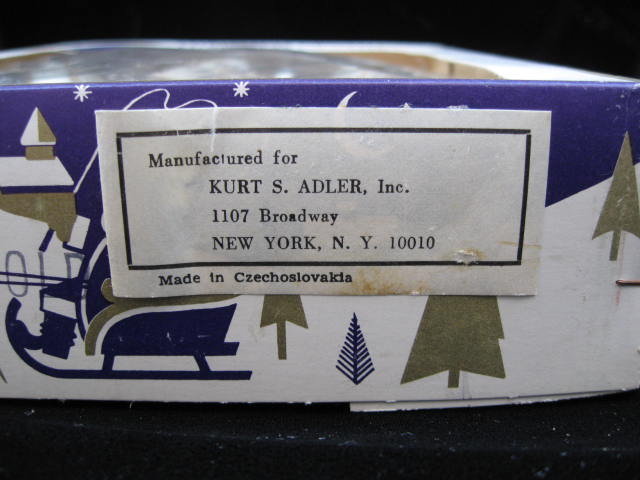 Manufactured for
KURT S. ADLER, Inc.
1107 Broadway
NEW YORK, N. Y. 10010
Made in Czechoslovakia